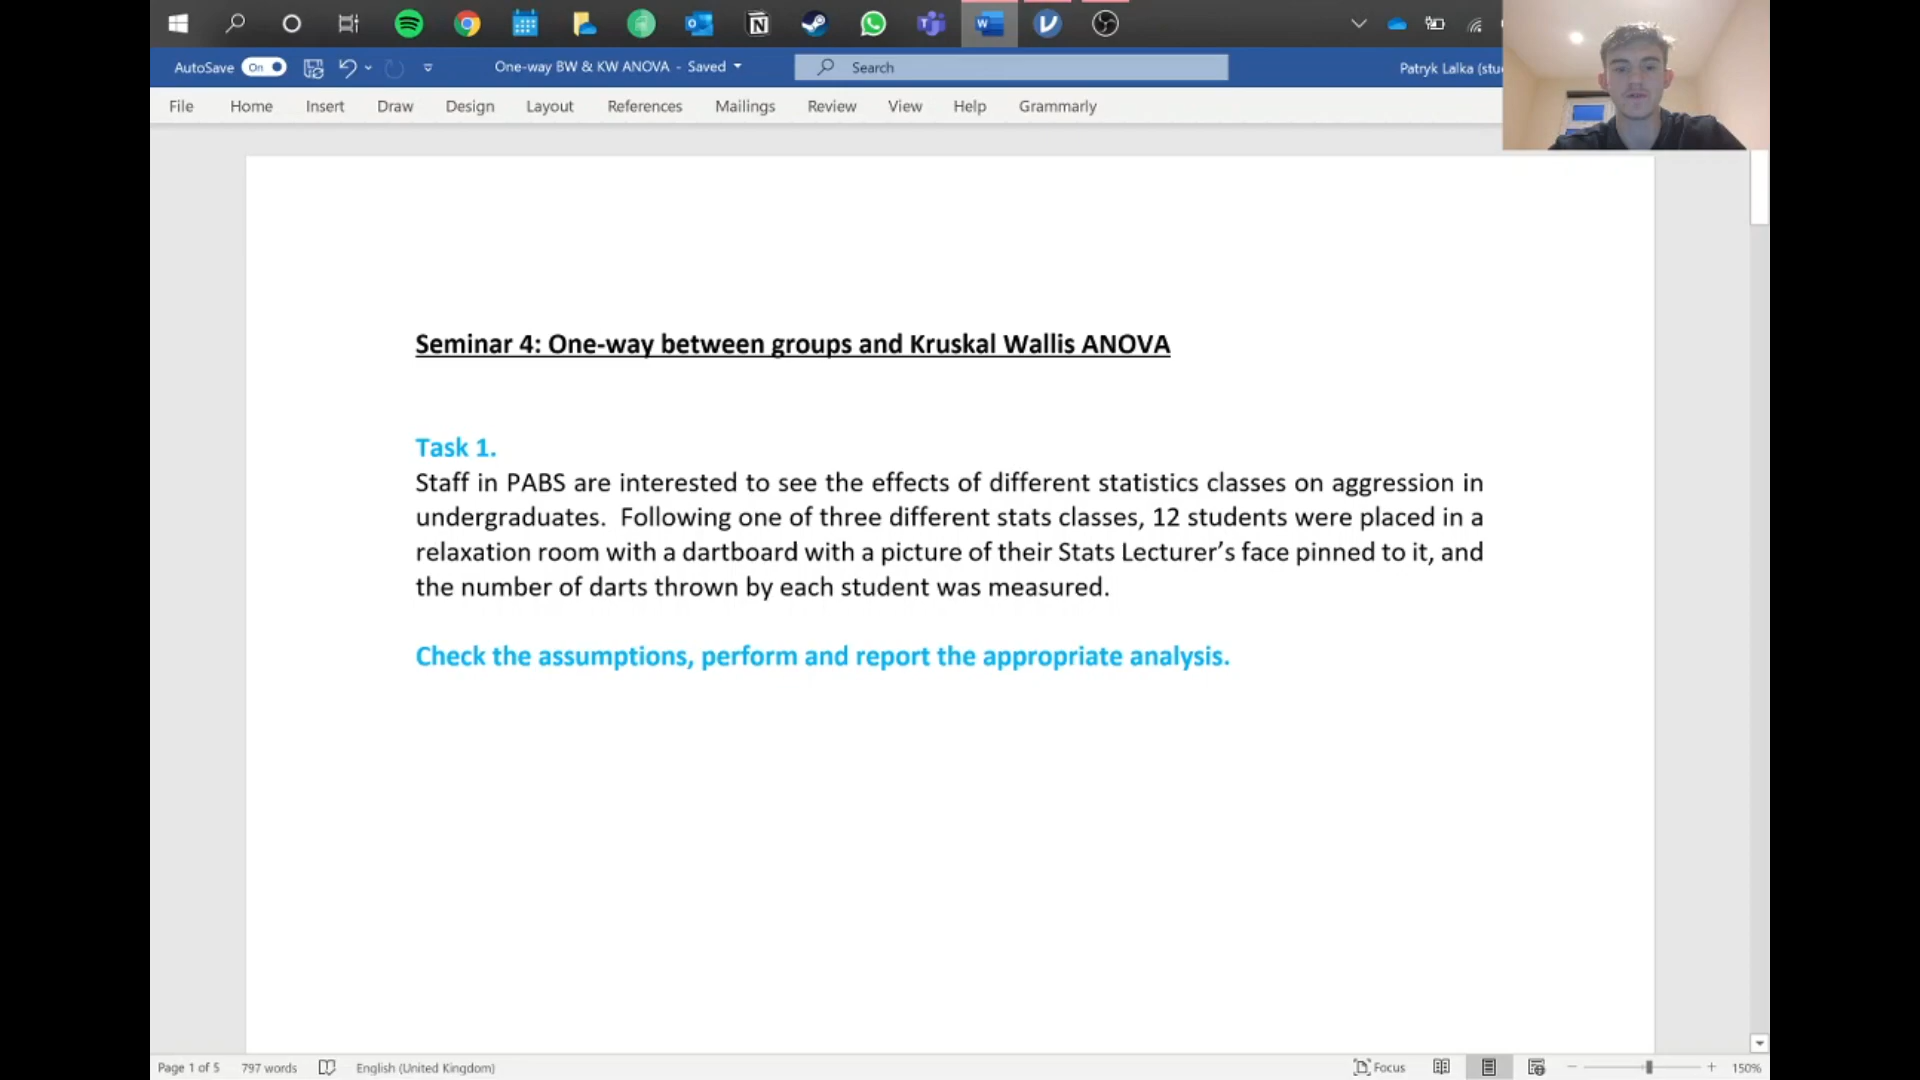 AutoSave On One-way BW & KW ANOVA - Saved Search Patryk Lalka (stu
File Home Insert Draw Design Layout References Mailings Review View Help Grammarly
Seminar 4: One-way between groups and Kruskal Wallis ANOVA
Task 1.
Staff in PABS are interested to see the effects of different statistics classes on aggression in
undergraduates. Following one of three different stats classes, 12 students were placed in a
relaxation room with a dartboard with a picture of their Stats Lecturer’s face pinned to it, and
the number of darts thrown by each student was measured.
Check the assumptions, perform and report the appropriate analysis.
Page 1 of 5 797 words English (United Kingdom) Focus 150%